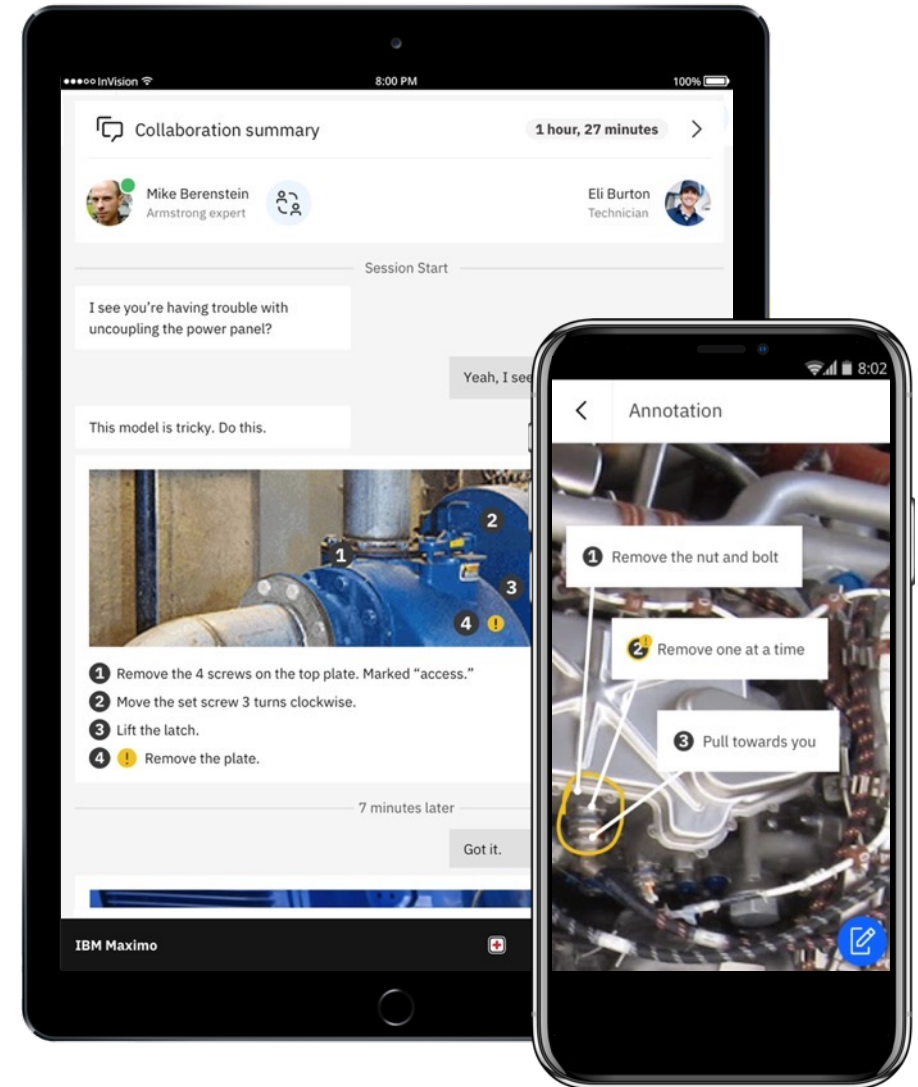 InVision
8:00 PM
100%
Collaboration summary
1 hour, 27 minutes
Mike Berenstein
Armstrong expert
Eli Burton
Technician
Session Start
I see you’re having trouble with
uncoupling the power panel?
Yeah, I see
This model is tricky. Do this.
1
2
3
4 !
1 Remove the 4 screws on the top plate. Marked “access.”
2 Move the set screw 3 turns clockwise.
3 Lift the latch.
4 ! Remove the plate.
7 minutes later
Got it.
IBM Maximo
8:02
Annotation
1 Remove the nut and bolt
2 ! Remove one at a time
3 Pull towards you